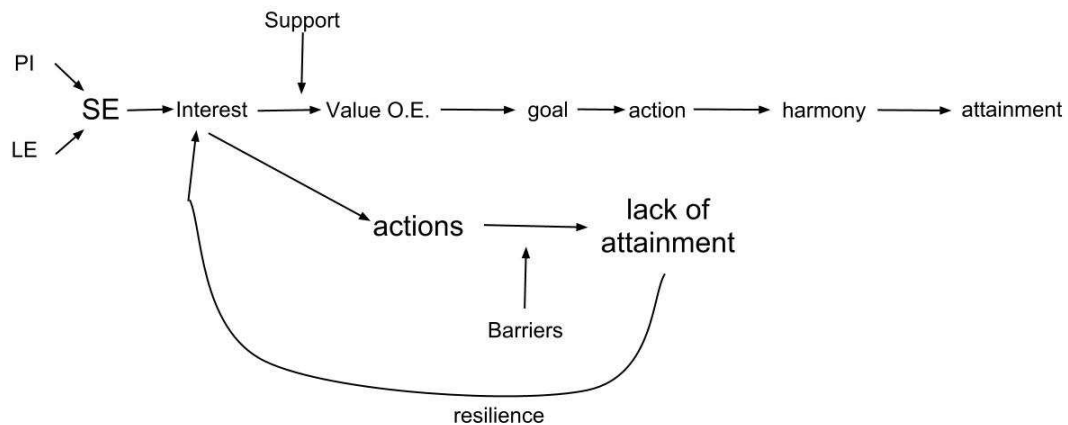 Support
PI
SE
Interest
Value O.E.
goal
action
harmony
attainment
LE
actions
lack of
attainment
Barriers
resilience